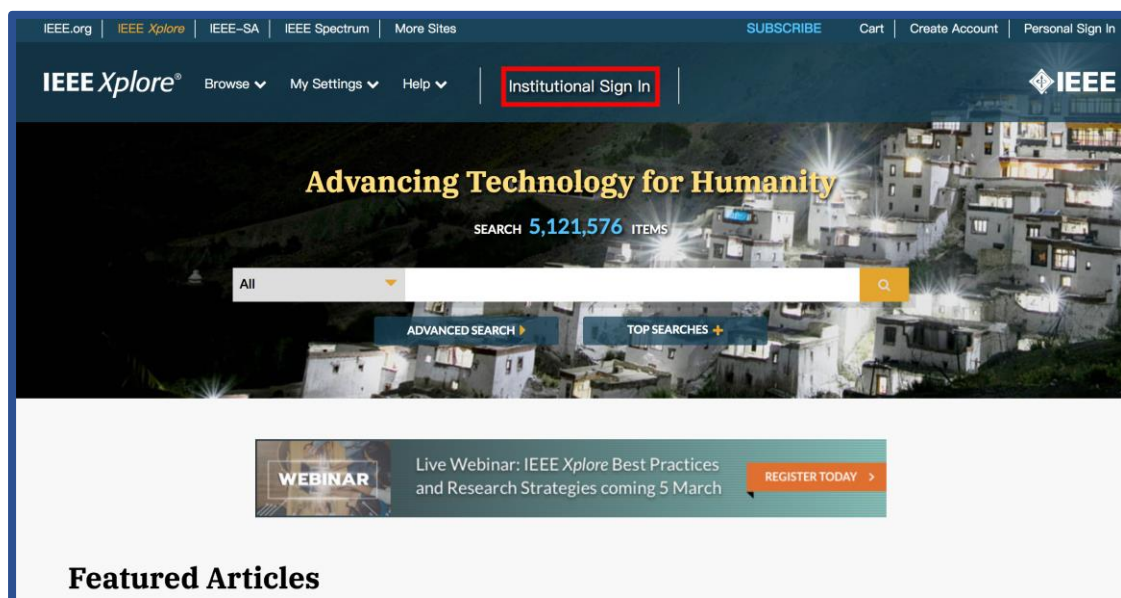 IEEE.org IEEE Xplore IEEE-SA IEEE Spectrum More Sites SUBSCRIBE Cart Create Account Personal Sign In
IEEE Xplore® Browse My Settings Help Institutional Sign In IEEE
Advancing Technology for Humanity
SEARCH 5,121,576 ITEMS
All
ADVANCED SEARCH TOP SEARCHES
WEBINAR
Live Webinar: IEEE Xplore Best Practices
and Research Strategies coming 5 March
REGISTER TODAY
Featured Articles